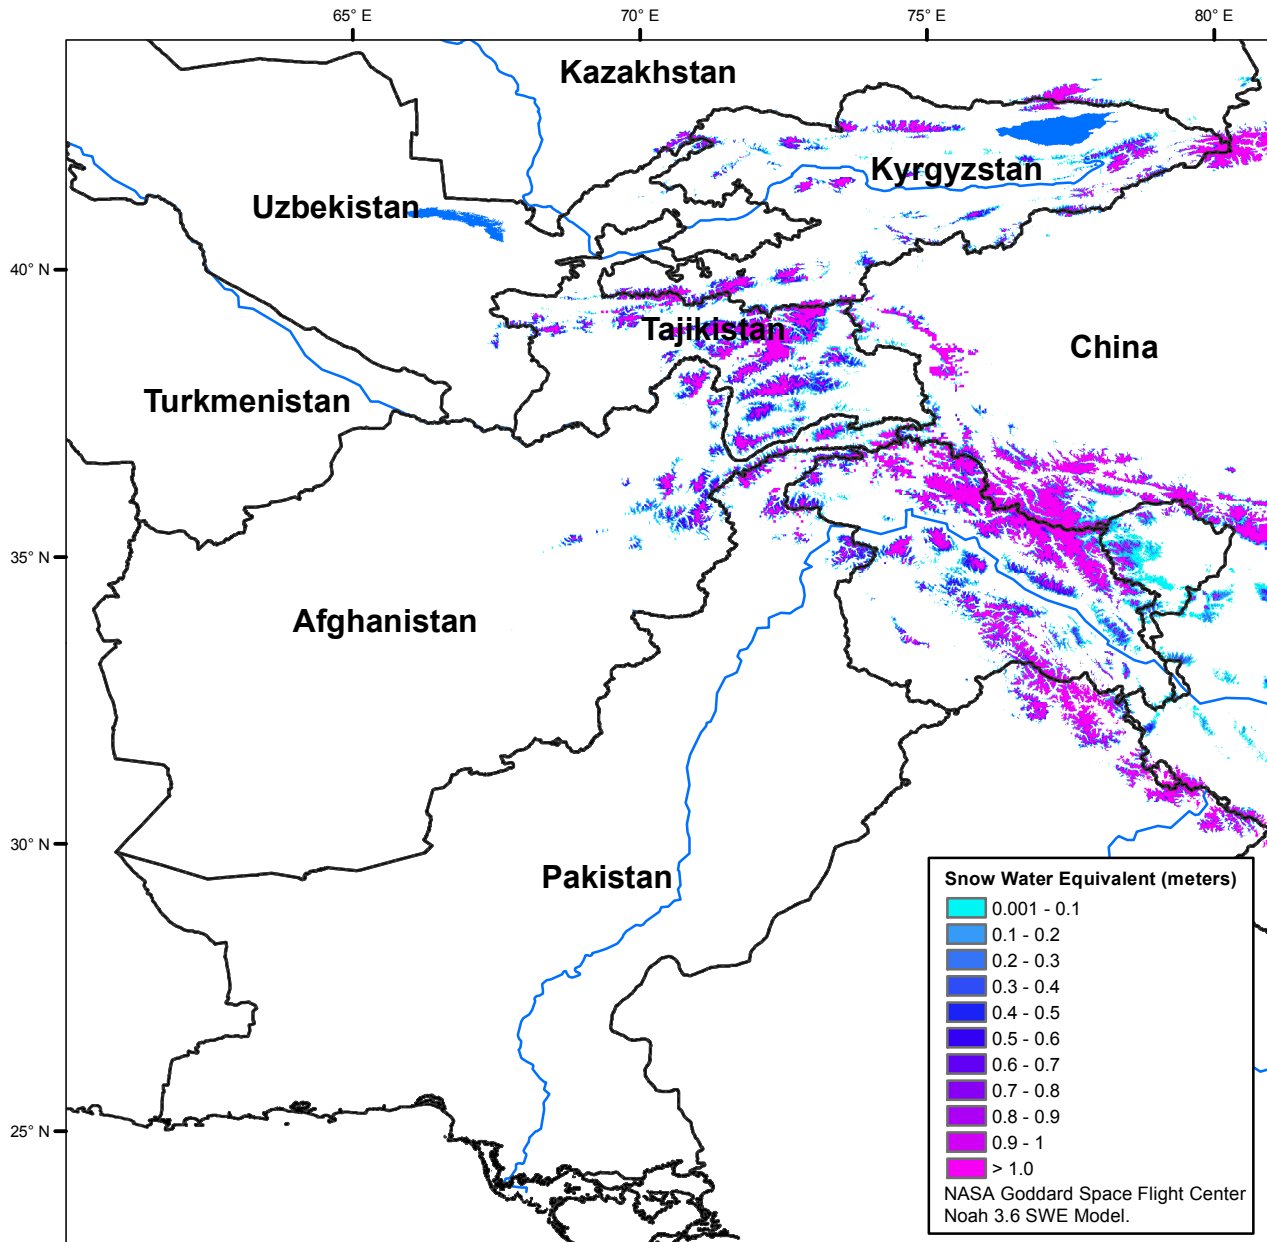 65° E
70° E
75° E
80° E
Kazakhstan
Kyrgyzstan
Uzbekistan
40° N
Tajikistan
China
Turkmenistan
35° N
Afghanistan
30° N
Pakistan
Snow Water Equivalent (meters)
0.001 - 0.1
0.1 - 0.2
0.2 - 0.3
0.3 - 0.4
0.4 - 0.5
0.5 - 0.6
0.6 - 0.7
0.7 - 0.8
0.8 - 0.9
0.9 - 1
> 1.0
NASA Goddard Space Flight Center
Noah 3.6 SWE Model.
25° N